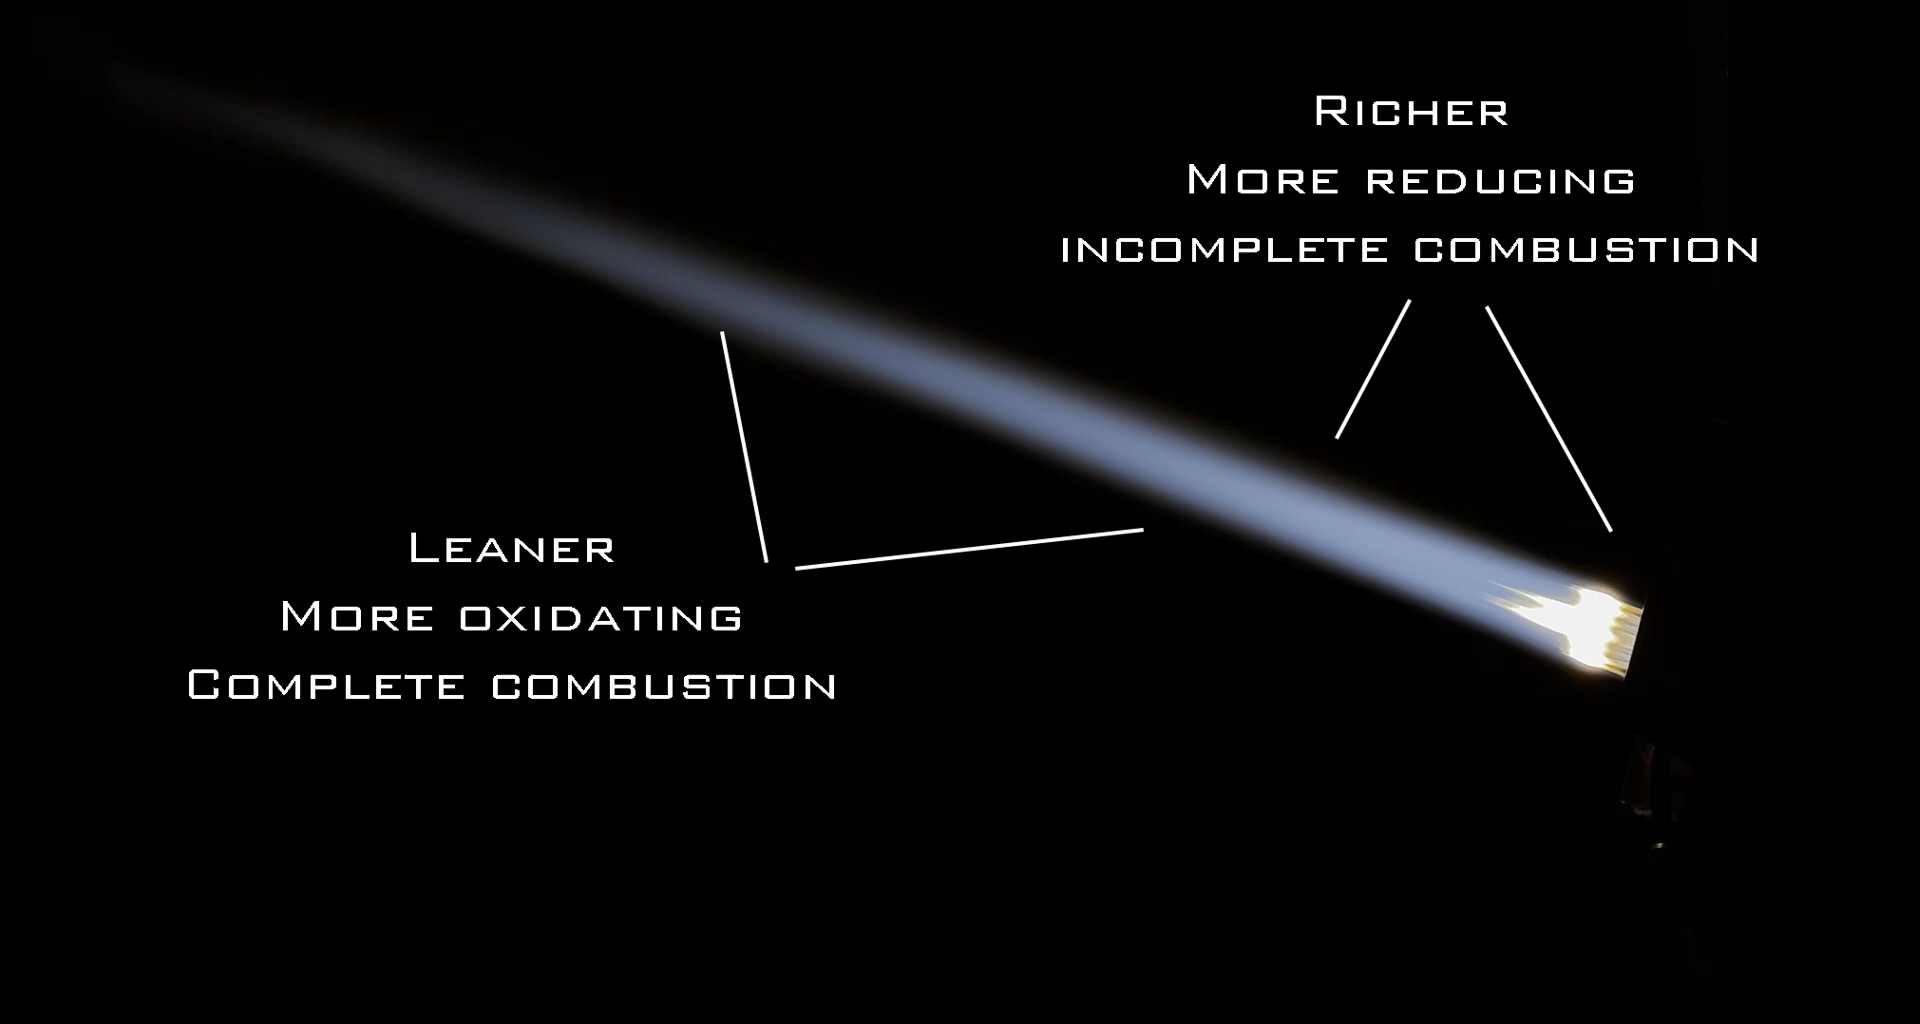 Richer
More reducing
incomplete combustion
Leaner
More oxidating
Complete combustion